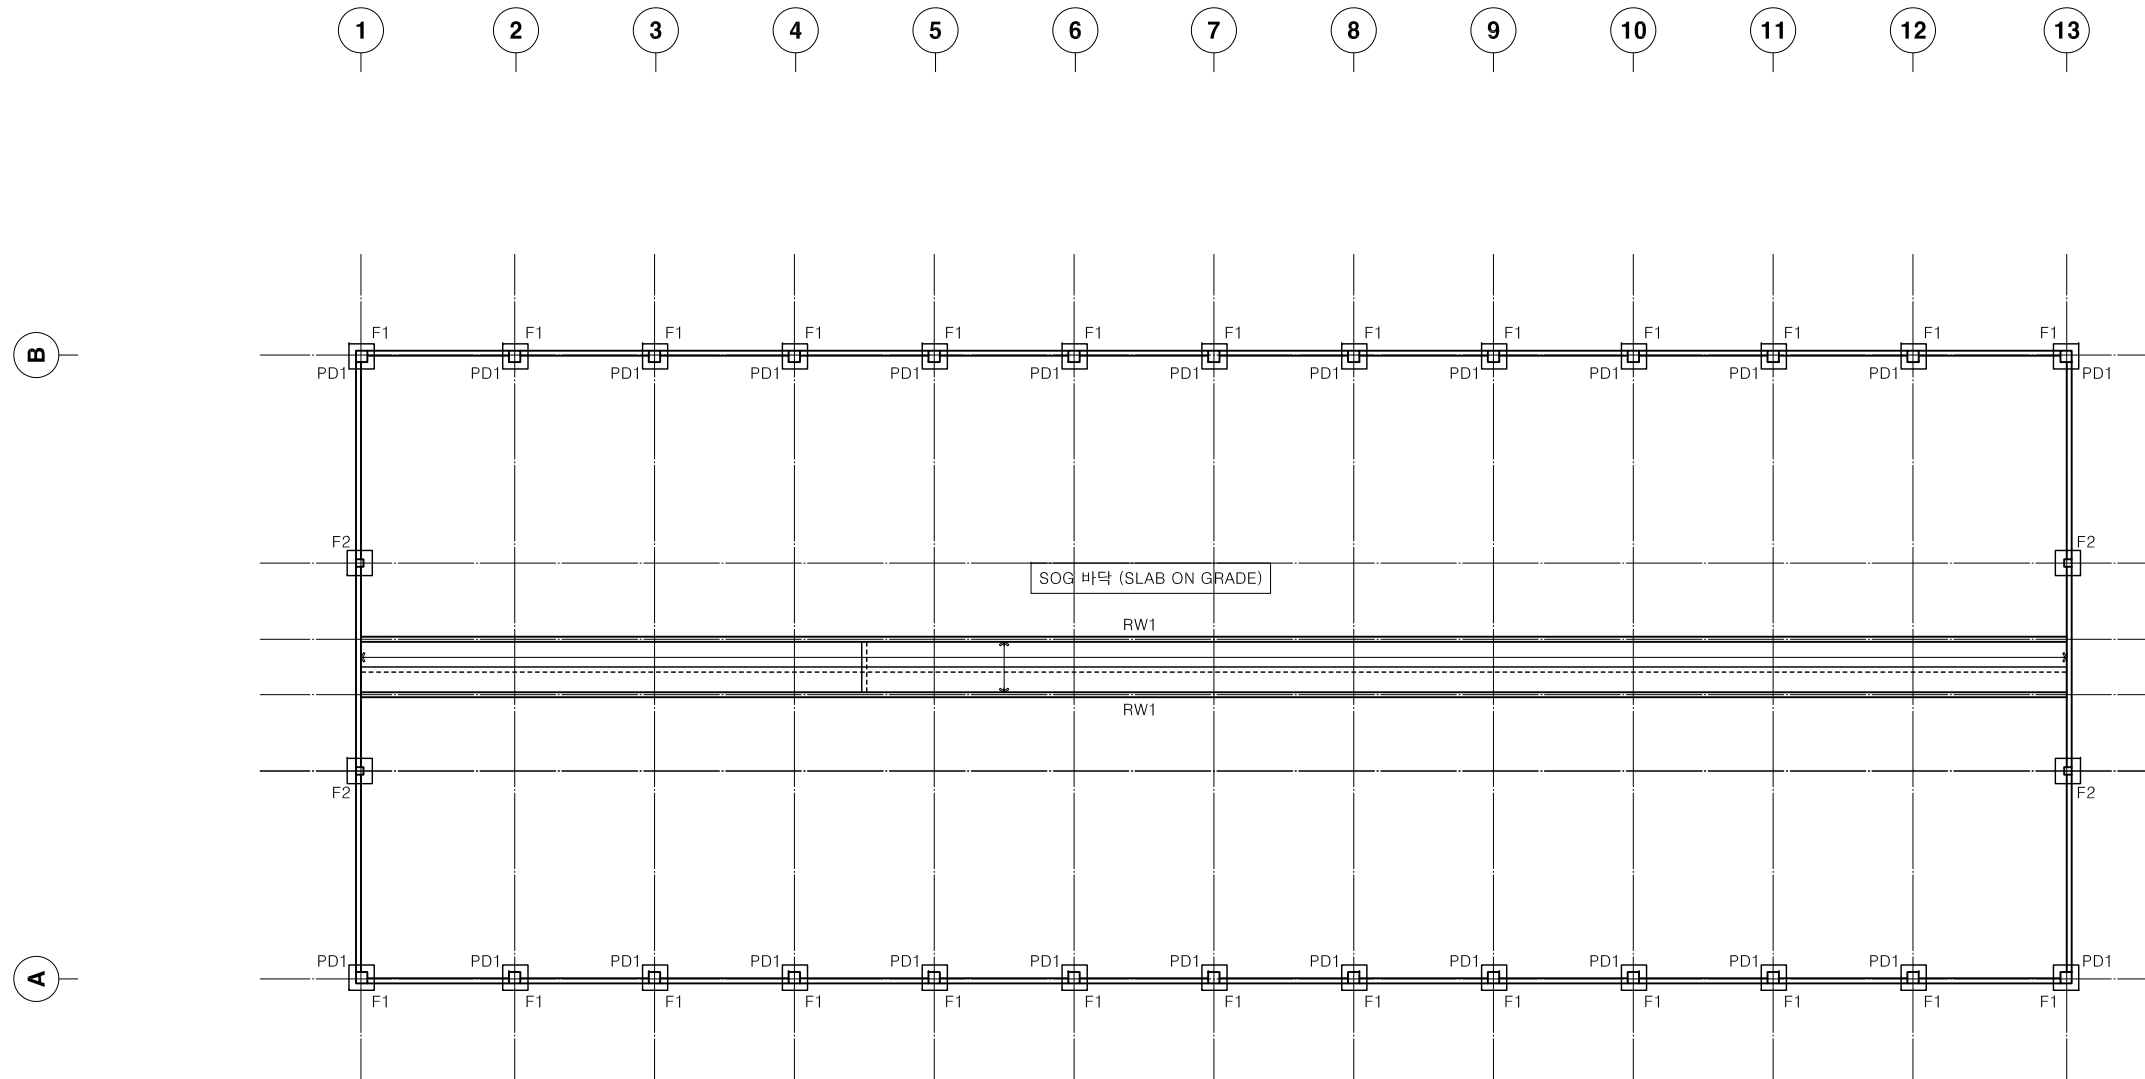 1 2 3 4 5 6 7 8 9 10 11 12 13
F1 F1 F1 F1 F1 F1 F1 F1 F1 F1 F1 F1 F1
B
PD1 PD1 PD1 PD1 PD1 PD1 PD1 PD1 PD1 PD1 PD1 PD1 PD1
F2 F2
SOG 바닥 (SLAB ON GRADE)
RW1
RW1
F2 F2
PD1 PD1 PD1 PD1 PD1 PD1 PD1 PD1 PD1 PD1 PD1 PD1 PD1
A
F1 F1 F1 F1 F1 F1 F1 F1 F1 F1 F1 F1 F1